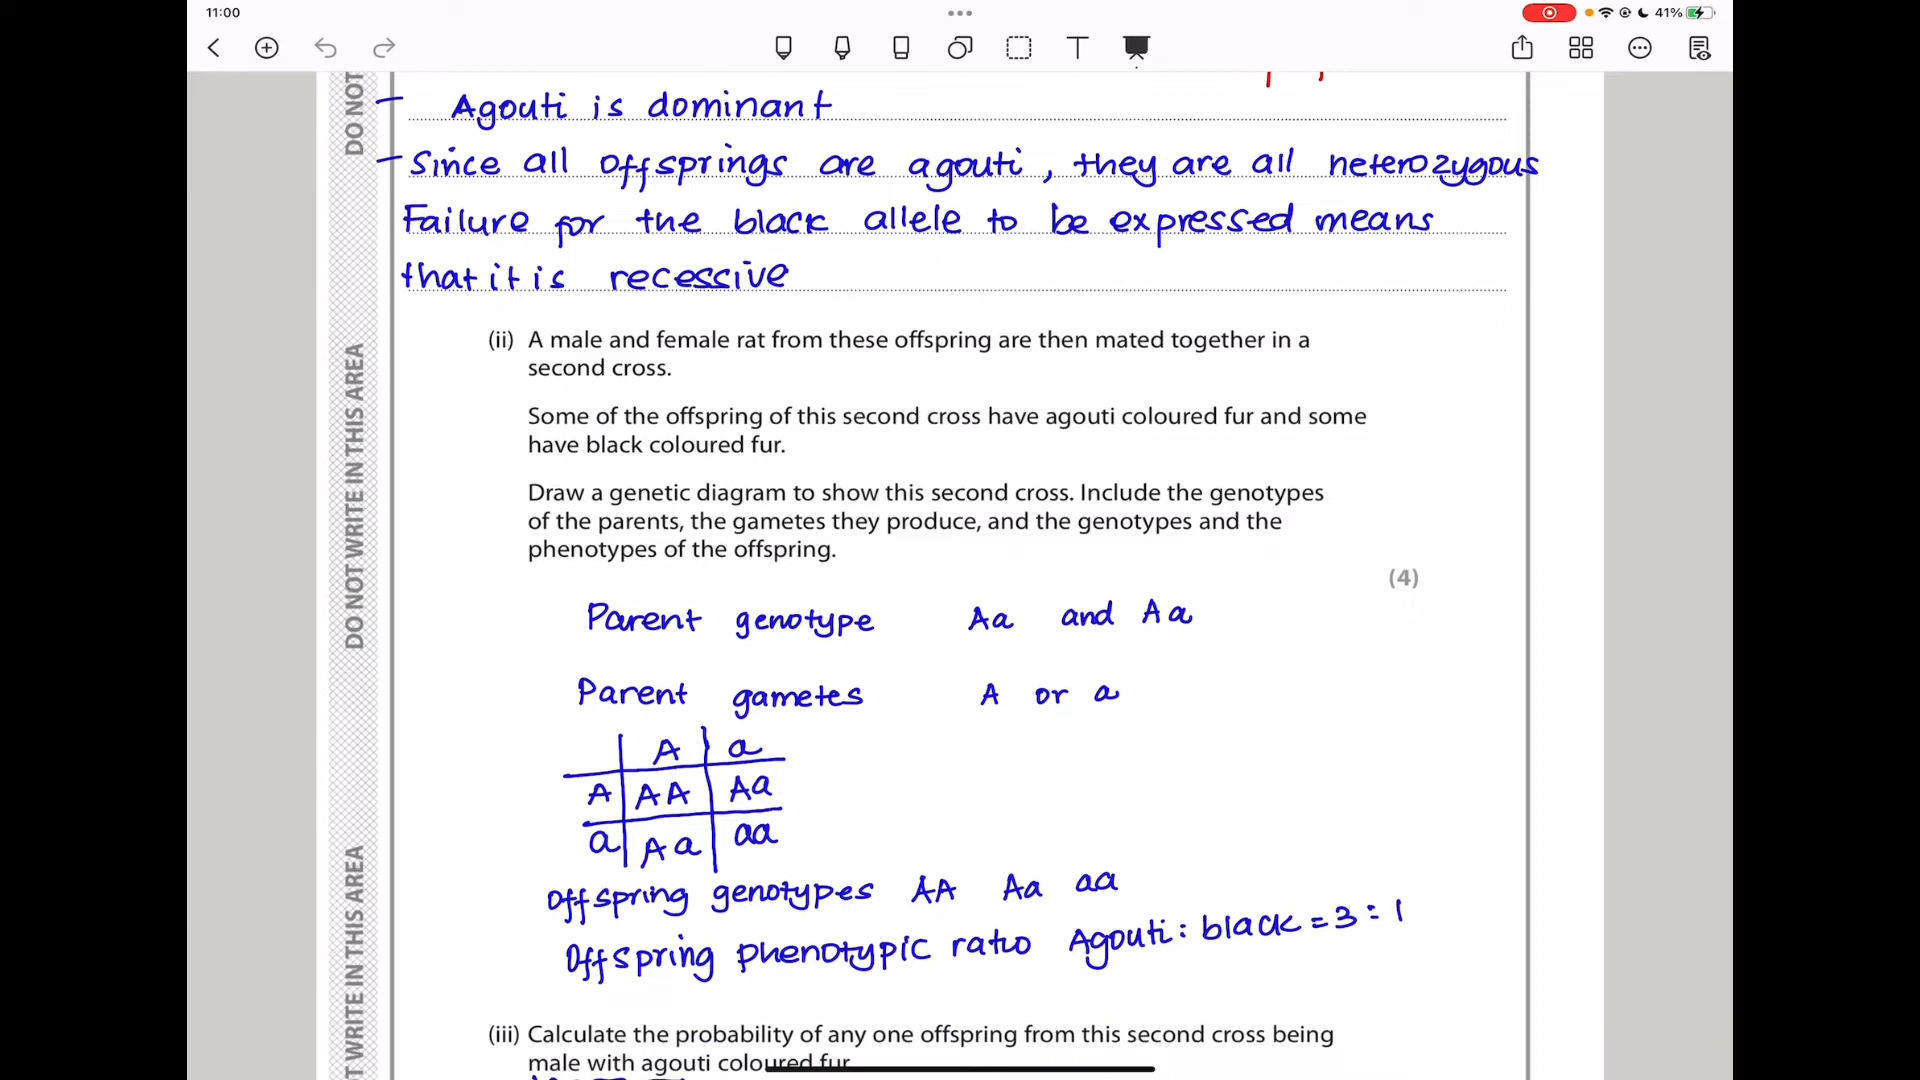 11:00
41%
DO NOT
- Agouti is dominant
- Since all offsprings are agouti, they are all heterozygous
Failure for the black allele to be expressed means
that it is recessive
DO NOT WRITE IN THIS AREA
(ii) A male and female rat from these offspring are then mated together in a
second cross.
Some of the offspring of this second cross have agouti coloured fur and some
have black coloured fur.
Draw a genetic diagram to show this second cross. Include the genotypes
of the parents, the gametes they produce, and the genotypes and the
phenotypes of the offspring.
(4)
Parent genotype Aa and Aa
Parent gametes A or a
A a
A AA Aa
a Aa aa
Offspring genotypes AA Aa aa
Offspring phenotypic ratio Agouti : black = 3 : 1
T WRITE IN THIS AREA
(iii) Calculate the probability of any one offspring from this second cross being
male with agouti coloured fur